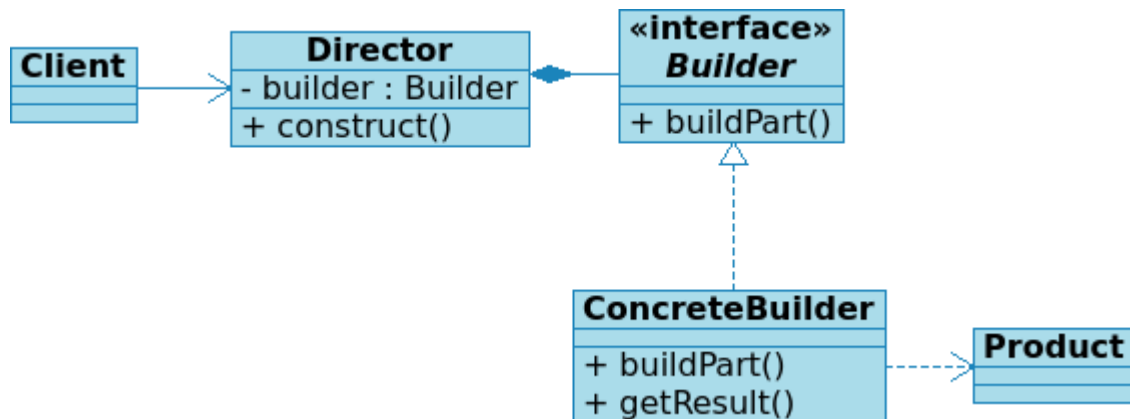 Client
Director
- builder : Builder
+ construct()
«interface»
Builder
+ buildPart()
ConcreteBuilder
+ buildPart()
+ getResult()
Product